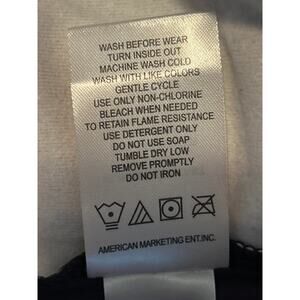 WASH BEFORE WEAR
TURN INSIDE OUT
MACHINE WASH COLD
WASH WITH LIKE COLORS
GENTLE CYCLE
USE ONLY NON-CHLORINE
BLEACH WHEN NEEDED
TO RETAIN FLAME RESISTANCE
USE DETERGENT ONLY
DO NOT USE SOAP
TUMBLE DRY LOW
REMOVE PROMPTLY
DO NOT IRON
AMERICAN MARKETING ENT.INC.